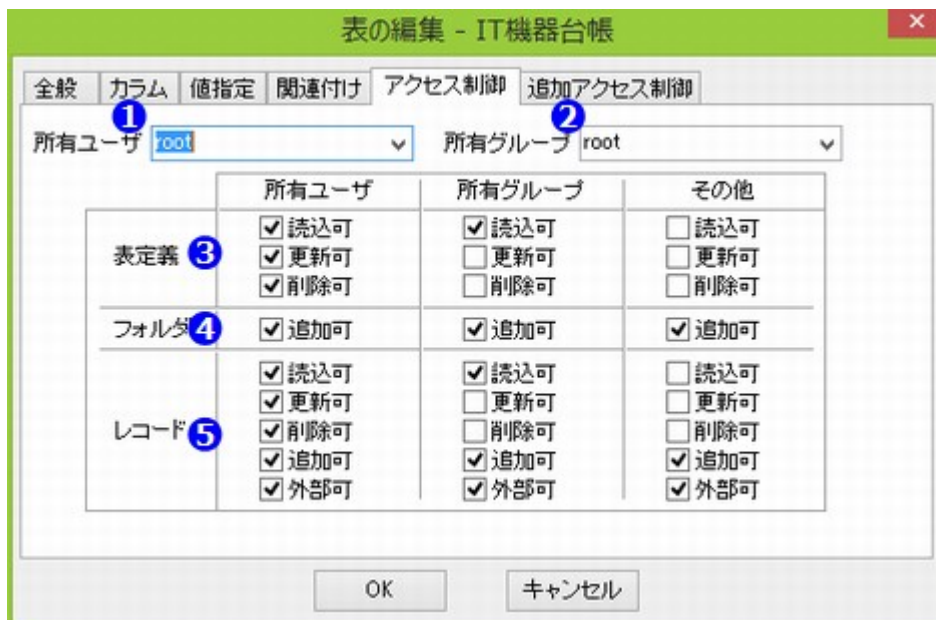 表の編集 - IT機器台帳
全般 カラム 値指定 関連付け アクセス制御 追加アクセス制御
1 2
所有ユーザ root 所有グループ root
所有ユーザ 所有グループ その他
読込可 読込可 読込可
表定義 3 更新可 更新可 更新可
削除可 削除可 削除可
フォルダ 4 追加可 追加可 追加可
読込可 読込可 読込可
更新可 更新可 更新可
レコード 5 削除可 削除可 削除可
追加可 追加可 追加可
外部可 外部可 外部可
OK キャンセル